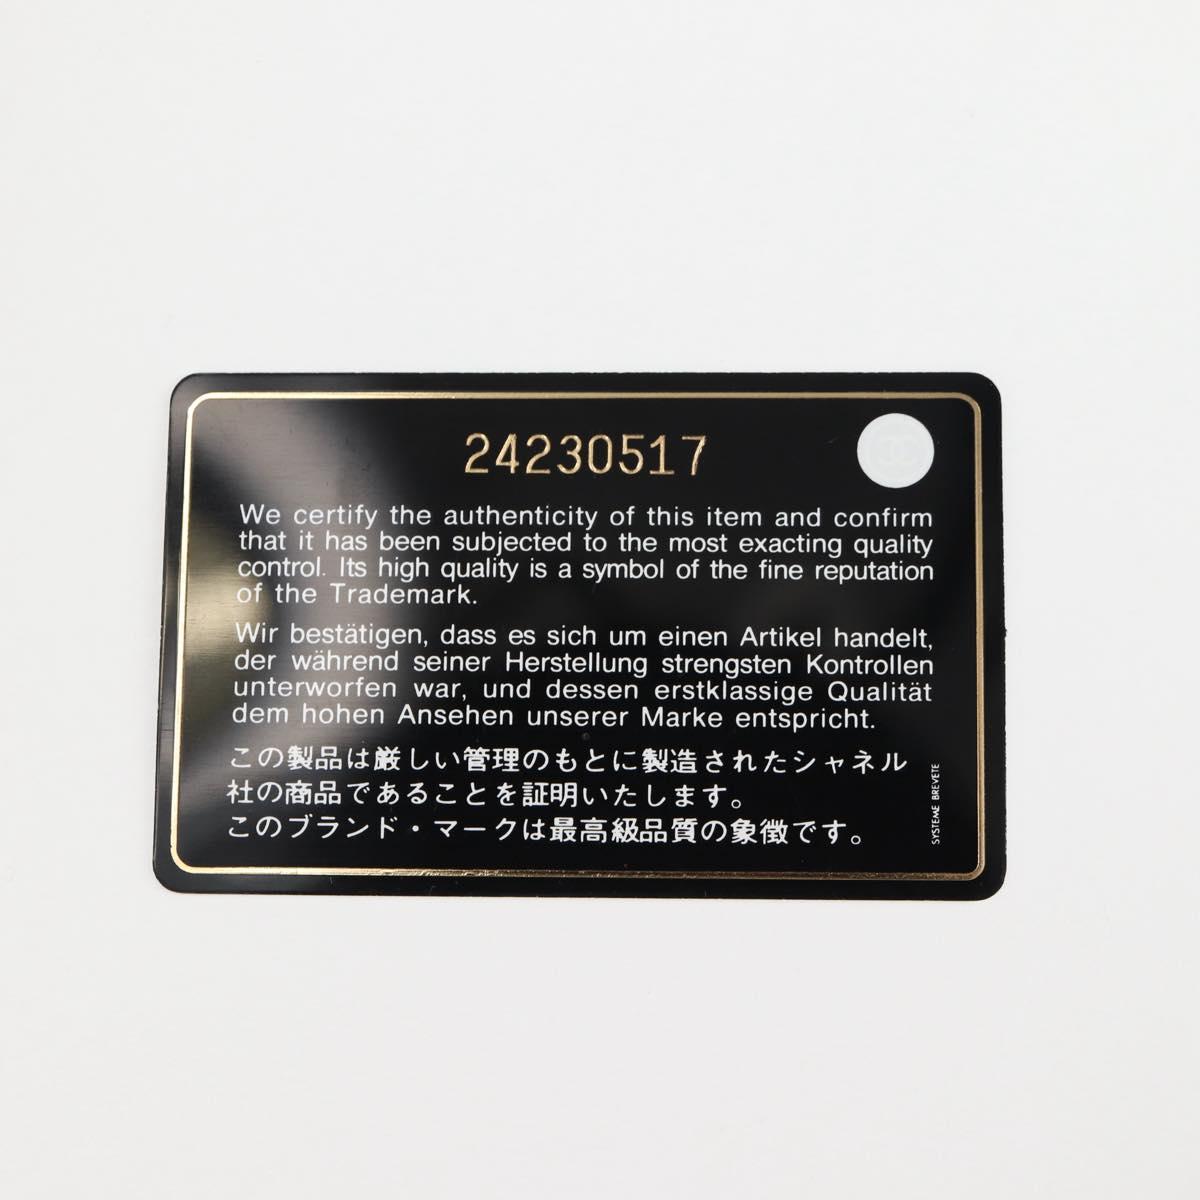 24230517
We certify the authenticity of this item and confirm
that it has been subjected to the most exacting quality
control. Its high quality is a symbol of the fine reputation
of the Trademark.
Wir bestätigen, dass es sich um einen Artikel handelt,
der während seiner Herstellung strengsten Kontrollen
unterworfen war, und dessen erstklassige Qualität
dem hohen Ansehen unserer Marke entspricht.
この製品は厳しい管理のもとに製造されたシャネル
社の商品であることを証明いたします。
このブランド・マークは最高級品質の象徴です。
SYSTEME BREVETE